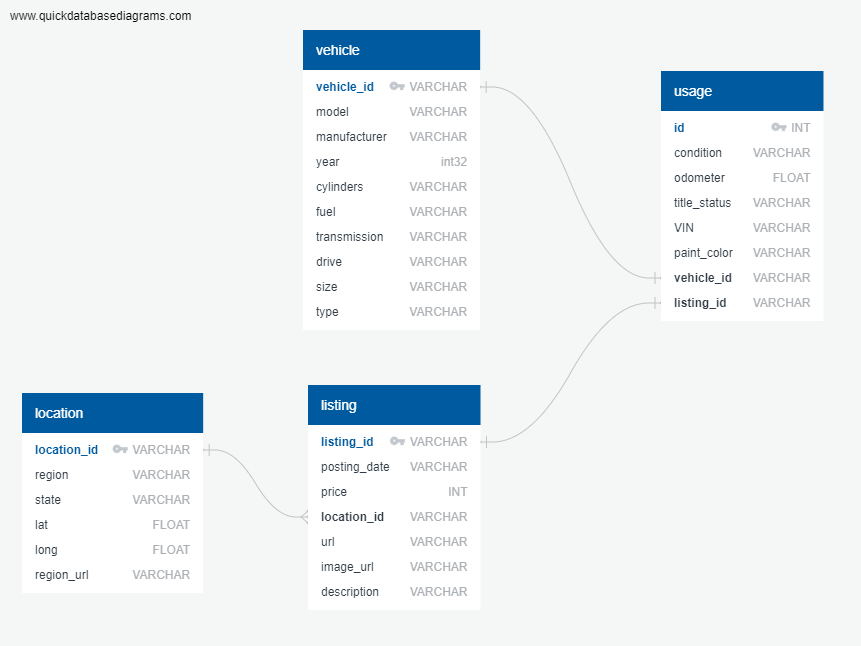 www.quickdatabasediagrams.com
vehicle
vehicle_id VARCHAR
model VARCHAR
manufacturer VARCHAR
year int32
cylinders VARCHAR
fuel VARCHAR
transmission VARCHAR
drive VARCHAR
size VARCHAR
type VARCHAR
usage
id INT
condition VARCHAR
odometer FLOAT
title_status VARCHAR
VIN VARCHAR
paint_color VARCHAR
vehicle_id VARCHAR
listing_id VARCHAR
location
location_id VARCHAR
region VARCHAR
state VARCHAR
lat FLOAT
long FLOAT
region_url VARCHAR
listing
listing_id VARCHAR
posting_date VARCHAR
price INT
location_id VARCHAR
url VARCHAR
image_url VARCHAR
description VARCHAR